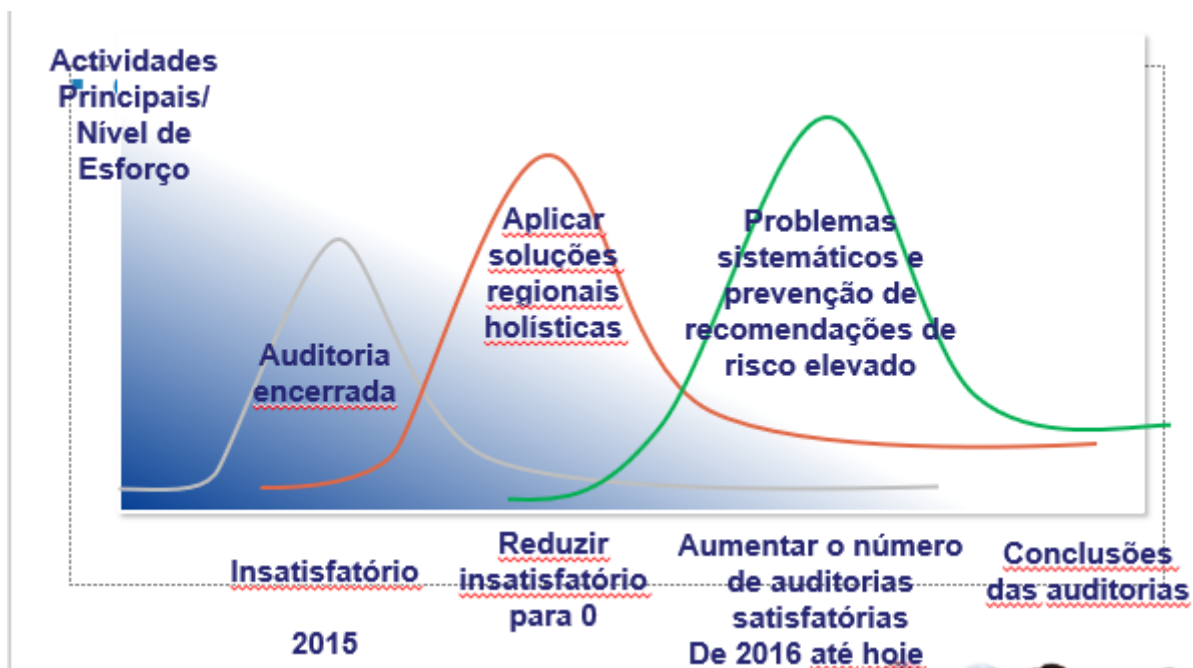 Actividades
Principais/
Nível de
Esforço
Auditoria
encerrada
Aplicar
soluções
regionais
holísticas
Problemas
sistemáticos e
prevenção de
recomendações de
risco elevado
Insatisfatório
2015
Reduzir
insatisfatório
para 0
Aumentar o número
de auditorias
satisfatórias
De 2016 até hoje
Conclusões
das auditorias